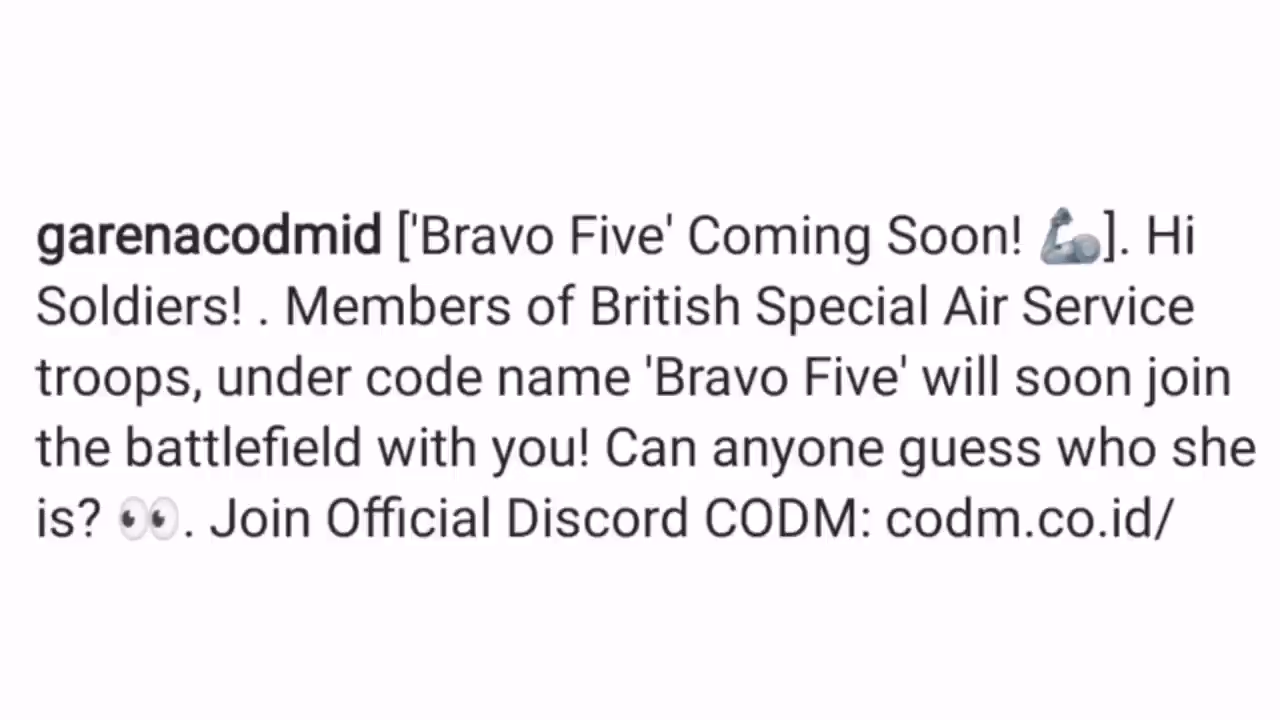 garenacodmid ['Bravo Five' Coming Soon! 🦾]. Hi
Soldiers! . Members of British Special Air Service
troops, under code name 'Bravo Five' will soon join
the battlefield with you! Can anyone guess who she
is? 👀. Join Official Discord CODM: codm.co.id/